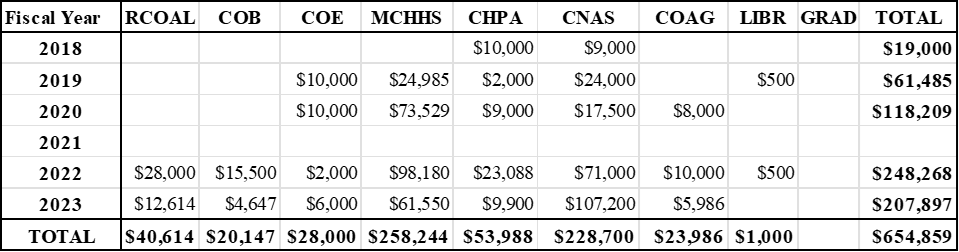 Fiscal Year RCOAL COB COE MCHHS CHPA CNAS COAG LIBR GRAD TOTAL
2018 $10,000 $9,000 $19,000
2019 $10,000 $24,985 $2,000 $24,000 $500 $61,485
2020 $10,000 $73,529 $9,000 $17,500 $8,000 $118,209
2021
2022 $28,000 $15,500 $2,000 $98,180 $23,088 $71,000 $10,000 $500 $248,268
2023 $12,614 $4,647 $6,000 $61,550 $9,900 $107,200 $5,986 $207,897
TOTAL $40,614 $20,147 $28,000 $258,244 $53,988 $228,700 $23,986 $1,000 $654,859